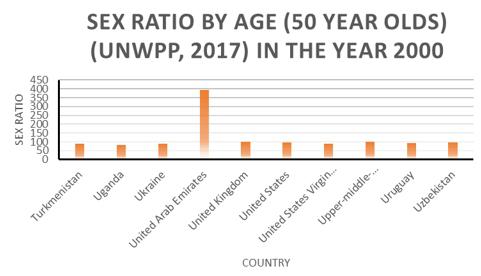 SEX RATIO BY AGE (50 YEAR OLDS)
(UNWPP, 2017) IN THE YEAR 2000
SEX RATIO
450
400
350
300
250
200
150
100
50
0
Turkmenistan
Uganda
Ukraine
United Arab Emirates
United Kingdom
United States
United States Virgin…
Upper-middle-…
Uruguay
Uzbekistan
COUNTRY